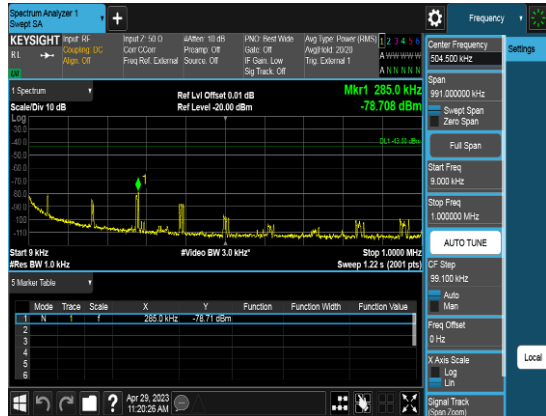 Spectrum Analyzer 1
Swept SA
+
Frequency
KEYSIGHT Input: RF Input Z: 50 Ω #Atten: 10 dB PNO: Best Wide Avg Type: Power (RMS) 1 2 3 4 5 6
RL Coupling: DC Corr CCorr Preamp: Off Gate: Off Avg|Hold: 20/20 A W W W W W
Align: Off Freq Ref: External Source: Off IF Gain: Low Trig: External 1
Sig Track: Off A N N N N N
LXI
1 Spectrum
Ref Lvl Offset 0.01 dB Mkr1 285.0 kHz
Scale/Div 10 dB Ref Level -20.00 dBm -78.708 dBm
Log
-30.0
-40.0
DL1 -43.00 dBm
-50.0
-60.0
-70.0
1
-80.0
-90.0
-100
-110
Start 9 kHz #Video BW 3.0 kHz* Stop 1.0000 MHz
#Res BW 1.0 kHz Sweep 1.22 s (2001 pts)
5 Marker Table
Mode Trace Scale X Y Function Function Width Function Value
1 N 1 f 285.0 kHz -78.71 dBm
2
3
4
5
6
Apr 29, 2023
11:20:26 AM
Center Frequency
504.500 kHz
Settings
Span
991.000000 kHz
Swept Span
Zero Span
Full Span
Start Freq
9.000 kHz
Stop Freq
1.000000 MHz
AUTO TUNE
CF Step
99.100 kHz
Auto
Man
Freq Offset
0 Hz
X Axis Scale
Log
Lin
Local
Signal Track
(Span Zoom)